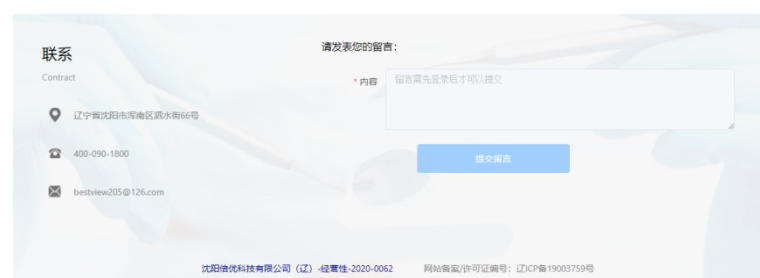 联系
Contract
辽宁省沈阳市浑南区泗水街66号
400-090-1800
bestview205@126.com
请发表您的留言：
* 内容
留言需先登录后才可以提交
提交留言
沈阳倍优科技有限公司（辽）-经营性-2020-0062 网站备案/许可证编号：辽ICP备19003759号